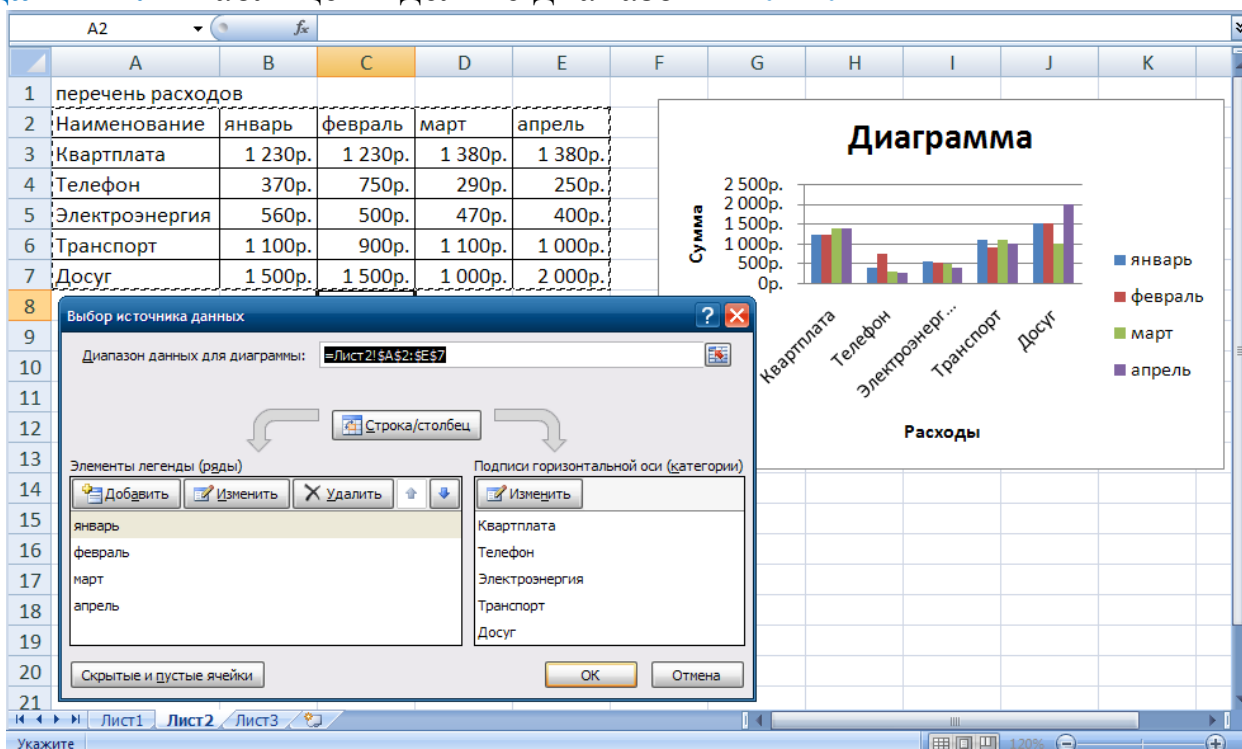 A2 fx
A B C D E F G H I J K
1 перечень расходов
2 Наименование январь февраль март апрель
3 Квартплата 1 230р. 1 230р. 1 380р. 1 380р.
4 Телефон 370р. 750р. 290р. 250р.
5 Электроэнергия 560р. 500р. 470р. 400р.
6 Транспорт 1 100р. 900р. 1 100р. 1 000р.
7 Досуг 1 500р. 1 500р. 1 000р. 2 000р.
8
9
10
11
12
13
14
15
16
17
18
19
20
21
Диаграмма
Сумма
2 500р.
2 000р.
1 500р.
1 000р.
500р.
0р.
Квартплата
Телефон
Электроэнерг...
Транспорт
Досуг
Расходы
январь
февраль
март
апрель
Выбор источника данных ?
Диапазон данных для диаграммы: =Лист2!$A$2:$E$7
Строка/столбец
Элементы легенды (ряды)
Добавить Изменить Удалить
январь
февраль
март
апрель
Подписи горизонтальной оси (категории)
Изменить
Квартплата
Телефон
Электроэнергия
Транспорт
Досуг
Скрытые и пустые ячейки ОК Отмена
Лист1 Лист2 Лист3
Укажите 120%